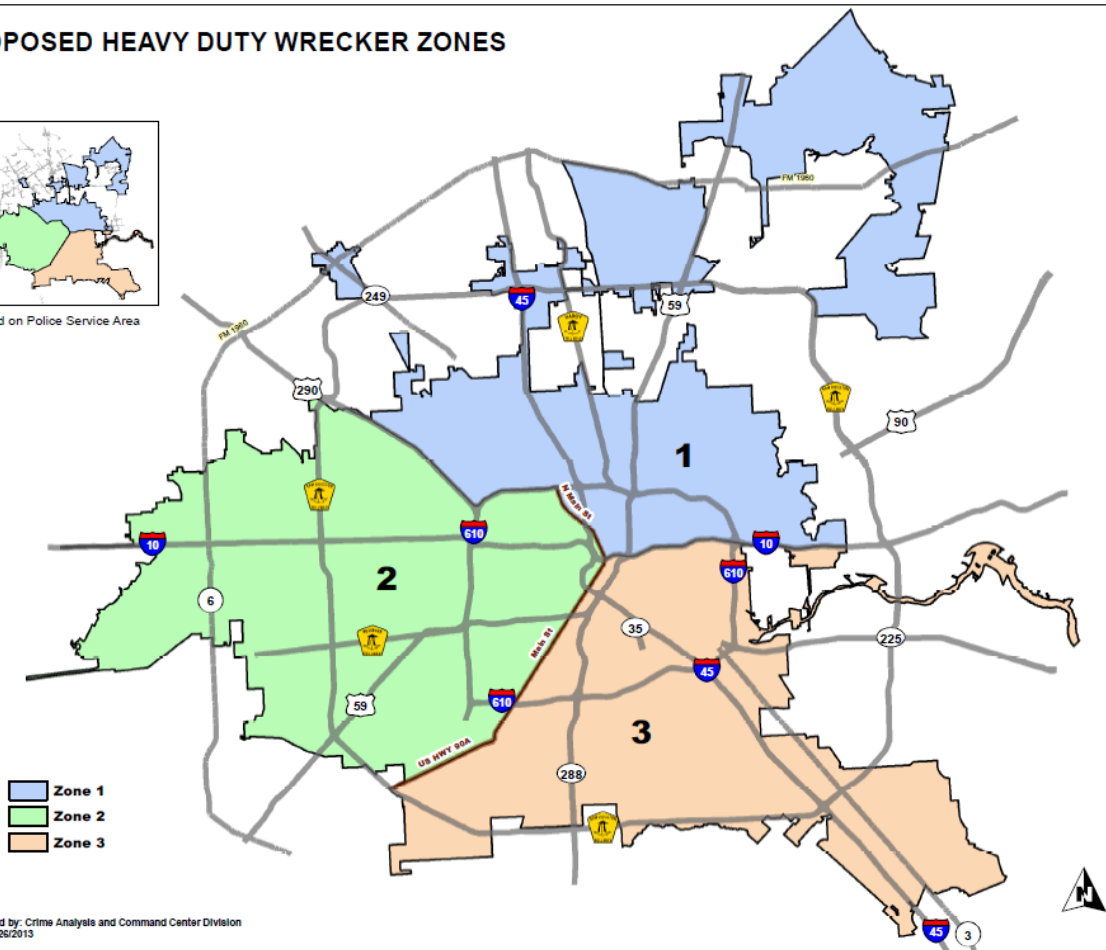 OPOSED HEAVY DUTY WRECKER ZONES
d on Police Service Area
FM 1960
FM 1960
249
45
59
290
90
1
N Main St
10
610
10
610
2
6
35
225
Main St
45
59
610
3
US HWY 90A
288
Zone 1
Zone 2
Zone 3
N
d by: Crime Analysis and Command Center Division
26/2013
45
3